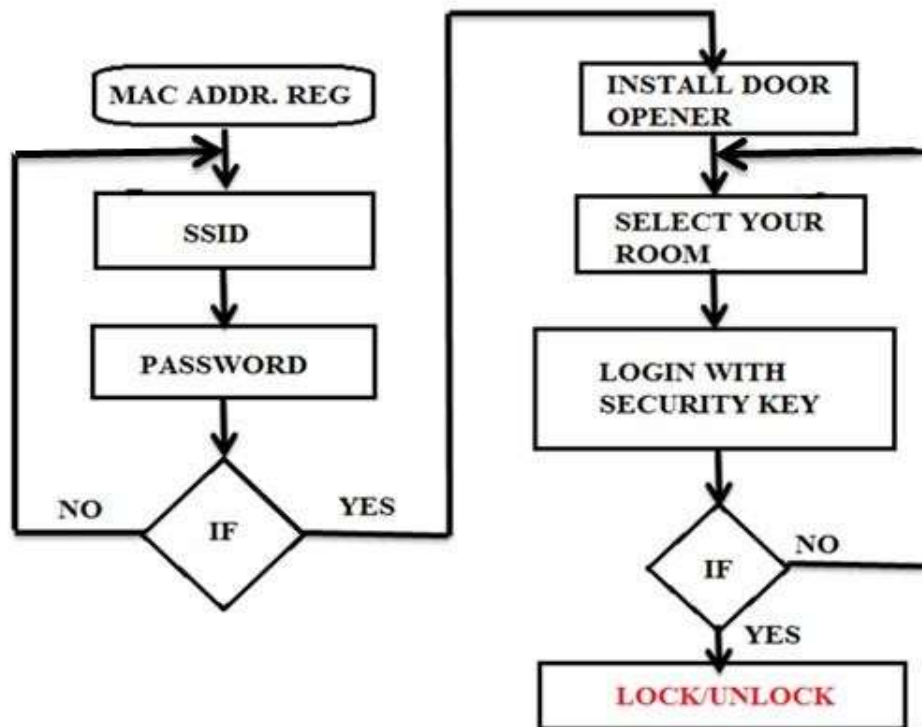 MAC ADDR. REG
SSID
PASSWORD
IF
NO
YES
INSTALL DOOR
OPENER
SELECT YOUR
ROOM
LOGIN WITH
SECURITY KEY
IF
NO
YES
LOCK/UNLOCK